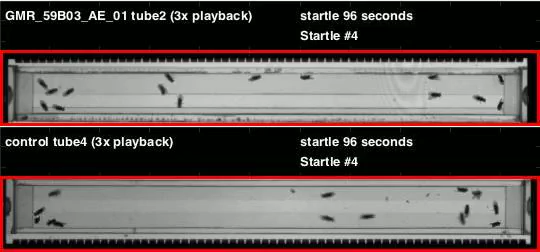 GMR_59B03_AE_01 tube2 (3x playback)
startle 96 seconds
Startle #4
control tube4 (3x playback)
startle 96 seconds
Startle #4